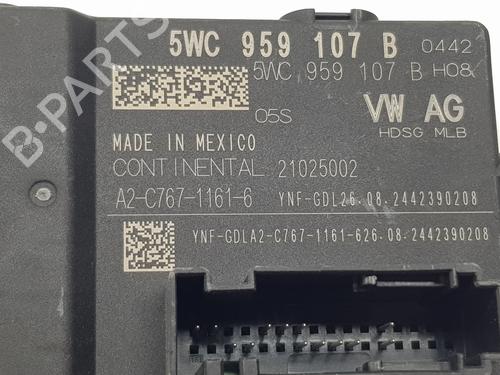 5WC 959 107 B 0442
5WC 959 107 B H08
05S
VW AG
HDSG MLB
MADE IN MEXICO
CONTINENTAL 21025002
A2-C767-1161-6 YNF-GDL26.08.2442390208
YNF-GDLA2-C767-1161-626.08.2442390208